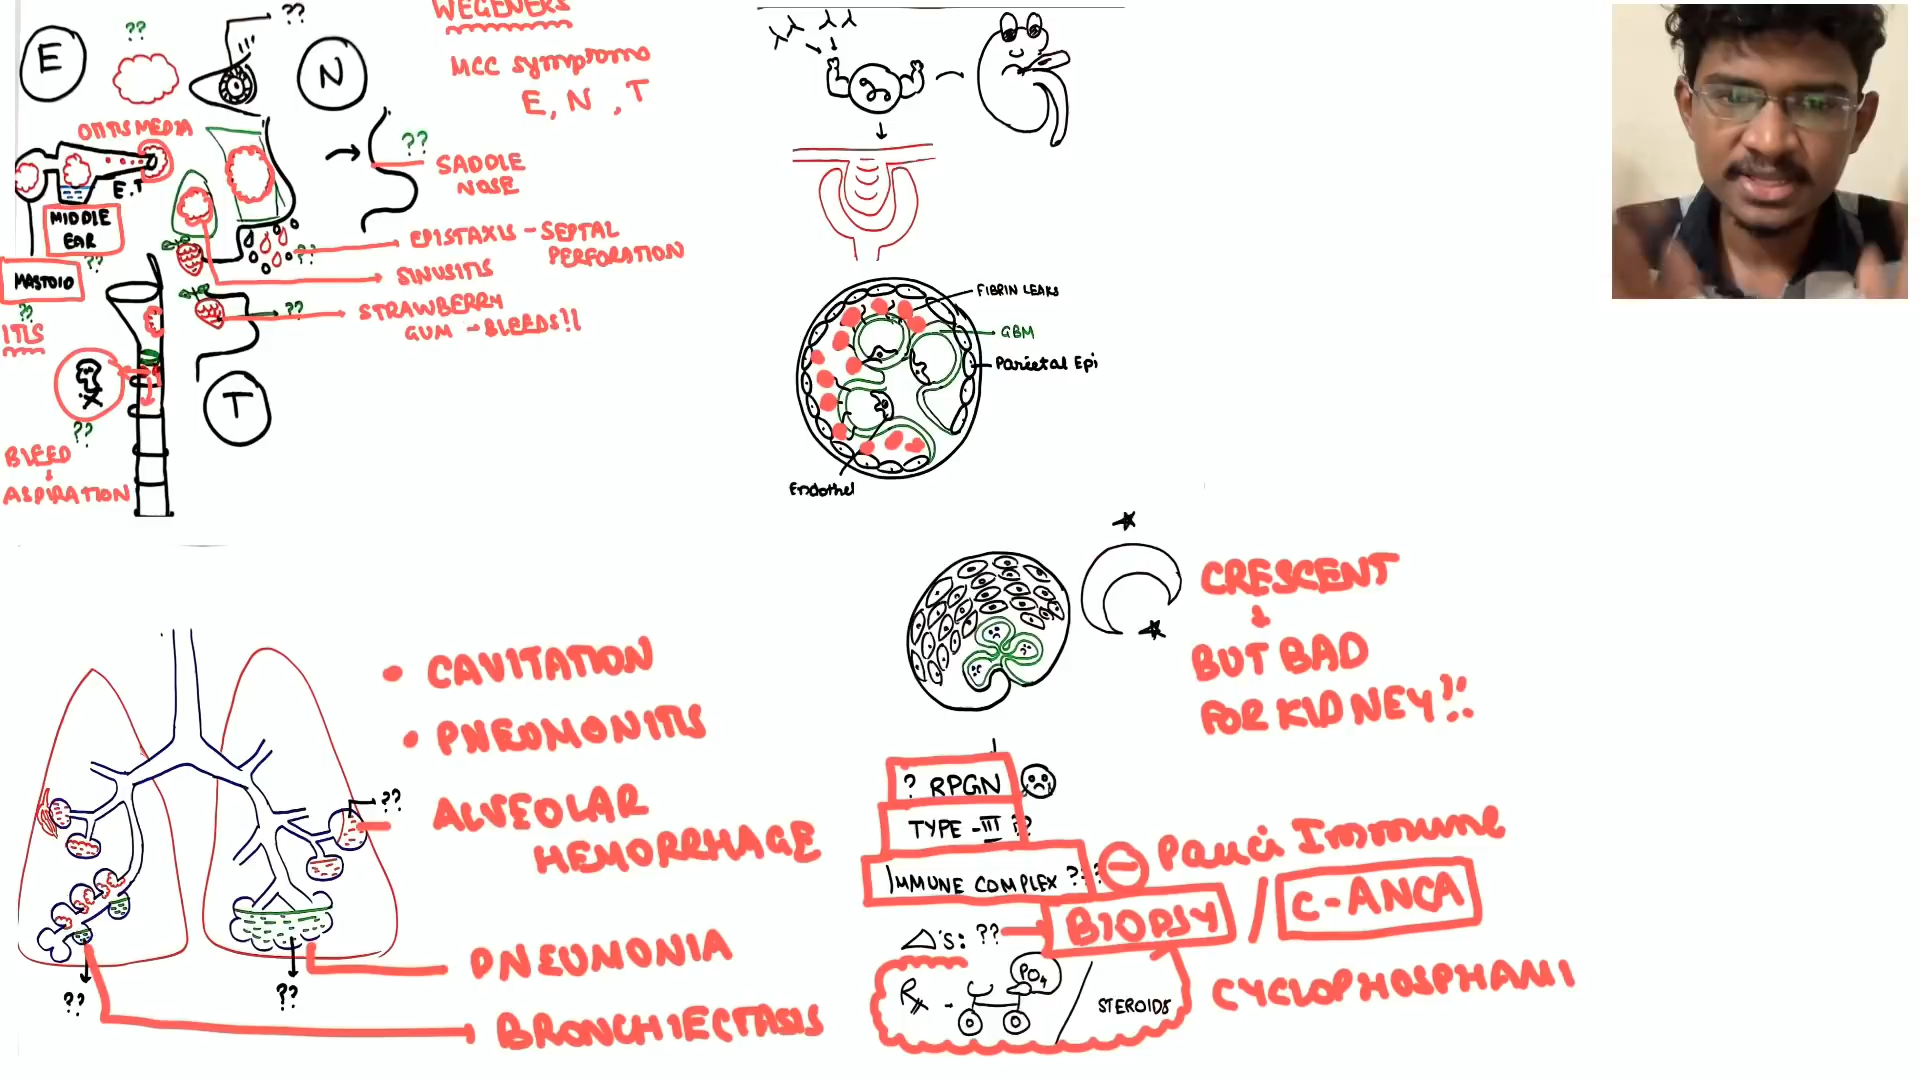 WEGENERS
MCC symptoms
E, N, T
E
??
??
N
OTITIS MEDIA
E.T
MIDDLE
EAR
??
MASTOID
??
ITIS
??
SADDLE
NOSE
??
EPISTAXIS - SEPTAL
PERFORATION
SINUSITIS
??
STRAWBERRY
GUM → BLEEDS!!
T
??
BLEED
ASPIRATION
FIBRIN LEAKS
GBM
Parietal Epi
Endothel
CRESCENT
BUT BAD
FOR KIDNEY!!
• CAVITATION
• PNEUMONITIS
??
ALVEOLAR
HEMORRHAGE
PNEUMONIA
??
??
BRONCHIECTASIS
? RPGN
TYPE - III ??
IMMUNE COMPLEX ???
Pauci Immune
Δ's: ??
BIOPSY / C-ANCA
Rx -
PO4
STEROIDS
CYCLOPHOSPHAMI